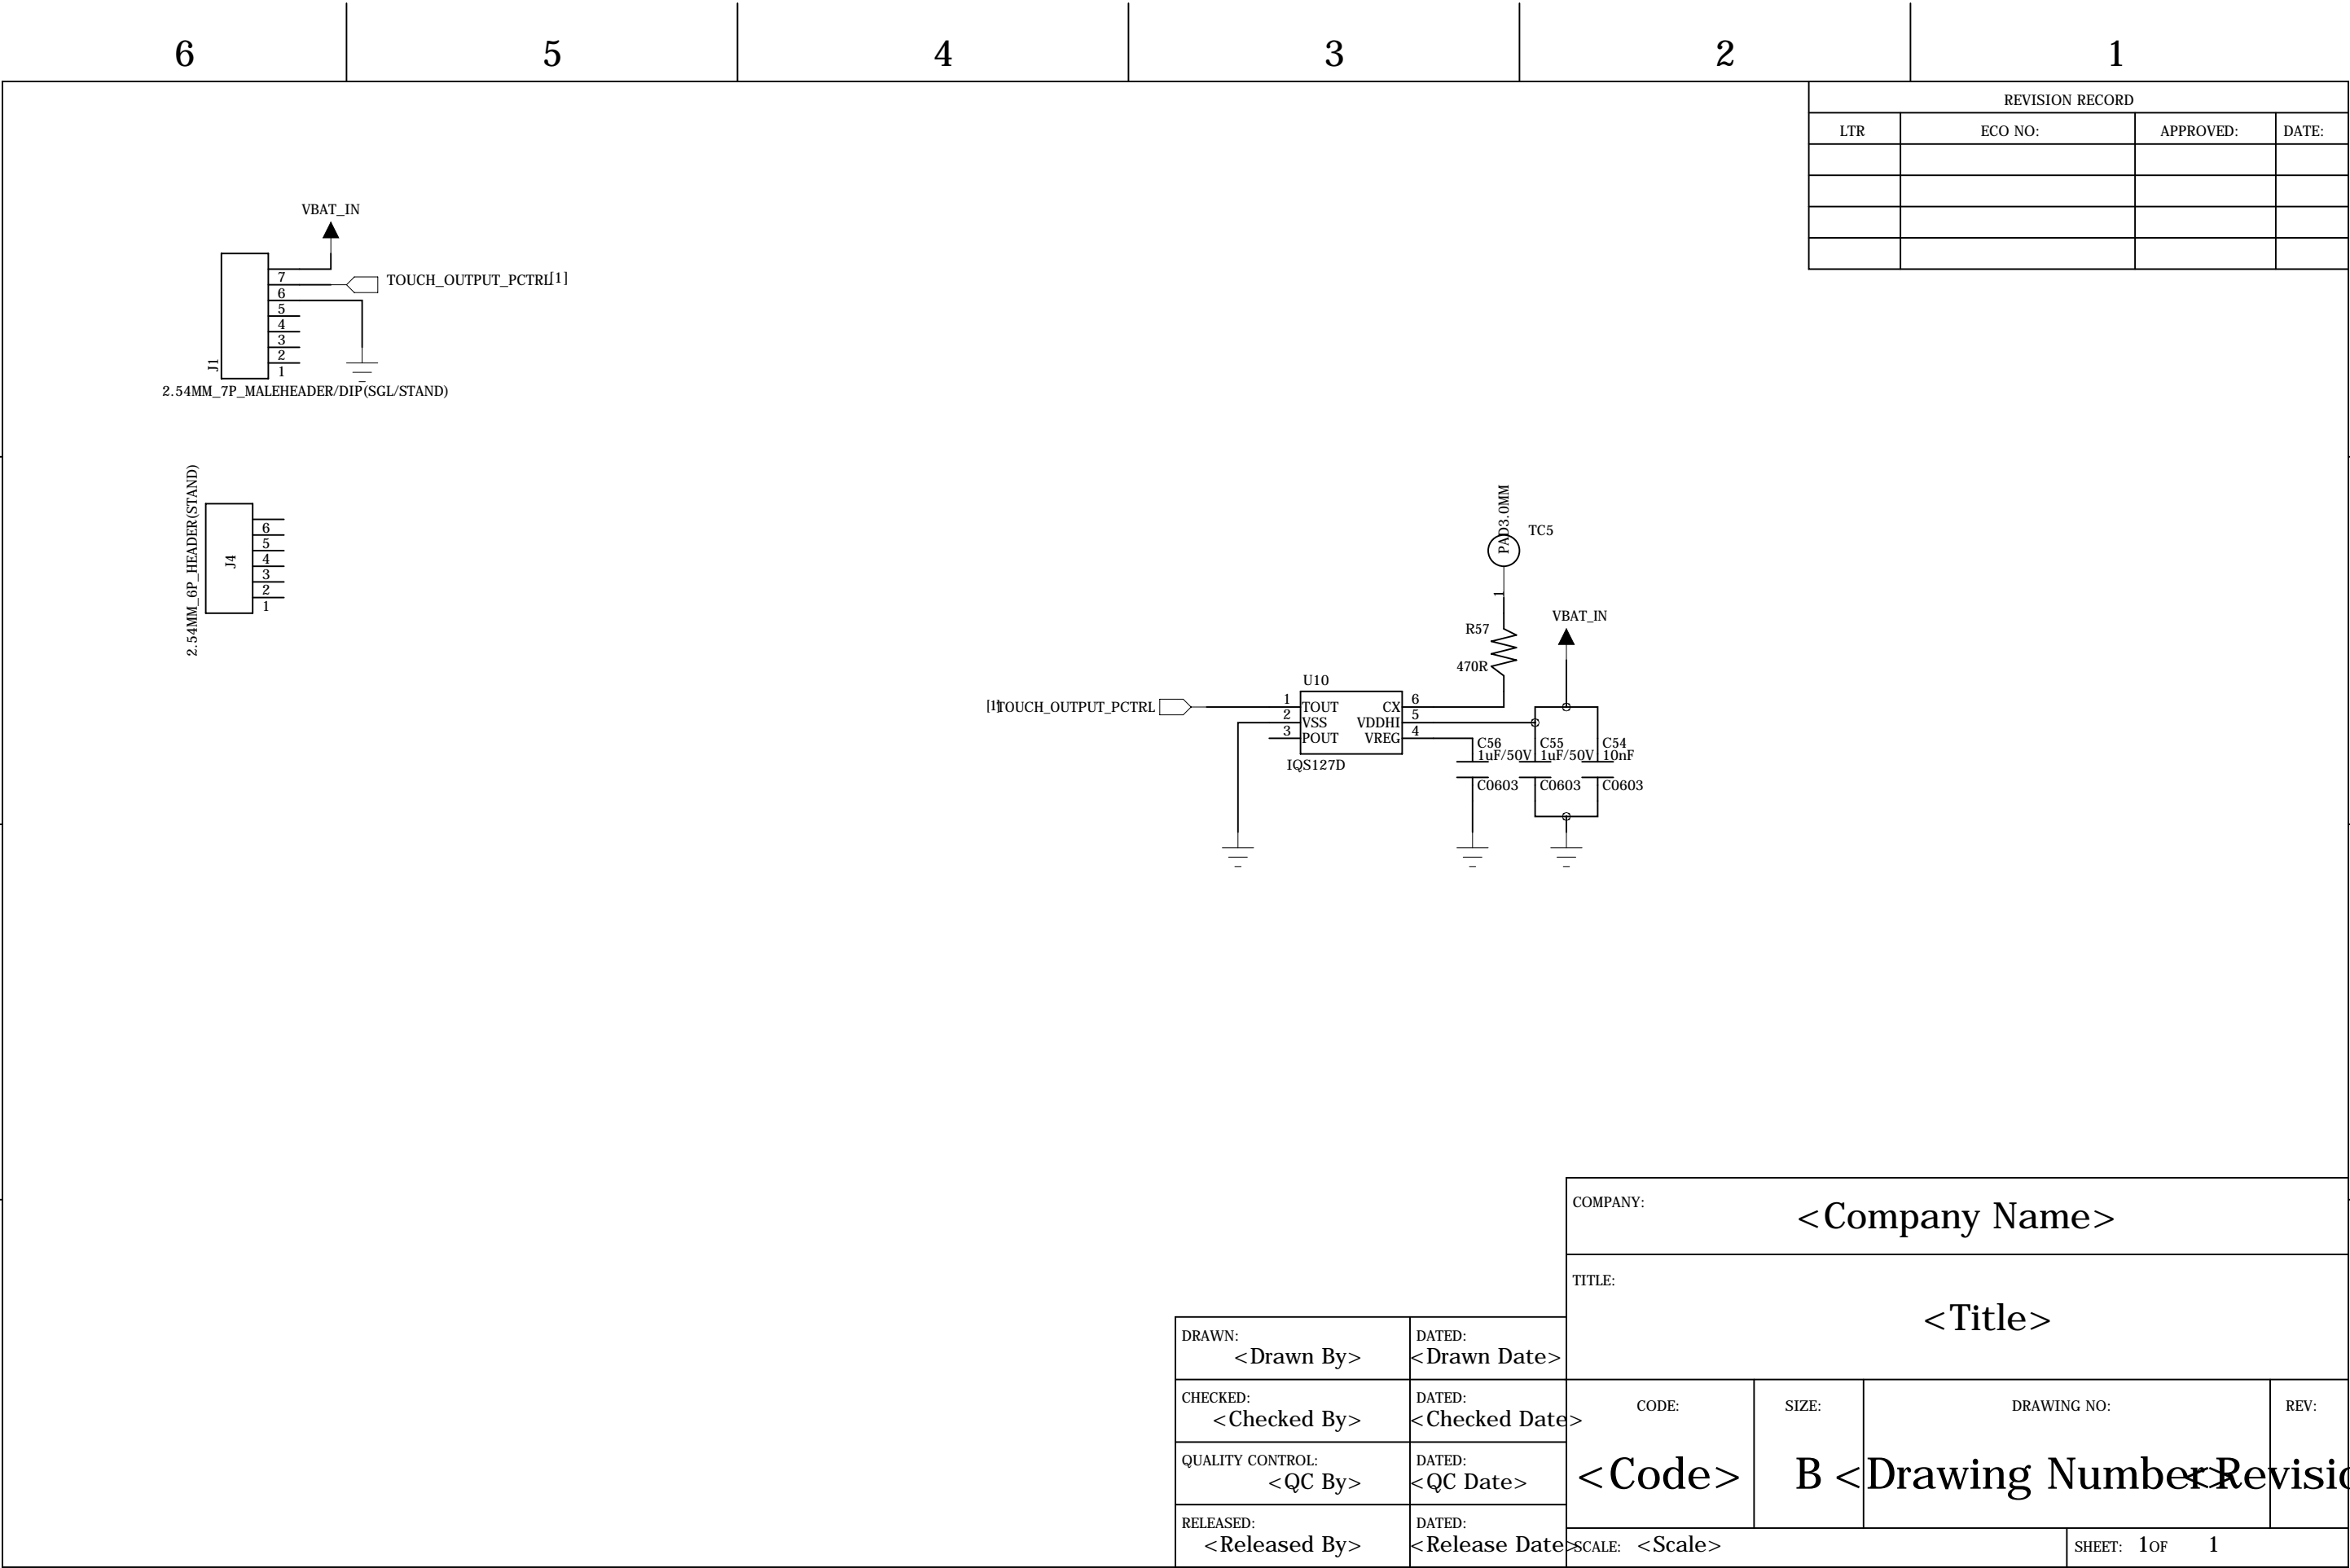 6 5 4 3 2 1
REVISION RECORD
LTR ECO NO: APPROVED: DATE:
VBAT_IN
7
TOUCH_OUTPUT_PCTRL[1]
6
5
4
3
2
1
J1
2.54MM_7P_MALEHEADER/DIP(SGL/STAND)
2.54MM_6P_HEADER(STAND)
J4
6
5
4
3
2
1
PAD3.0MM
TC5
1
R57
470R
VBAT_IN
U10
[1]TOUCH_OUTPUT_PCTRL
1 TOUT CX 6
2 VSS VDDHI 5
3 POUT VREG 4
IQS127D
C56 C55 C54
1uF/50V 1uF/50V 10nF
C0603 C0603 C0603
COMPANY:
<Company Name>
TITLE:
<Title>
DRAWN: DATED:
<Drawn By> <Drawn Date>
CHECKED: DATED:
<Checked By> <Checked Date>
CODE: SIZE: DRAWING NO: REV:
QUALITY CONTROL: DATED:
<QC By> <QC Date>
<Code> B <Drawing Number> <Revisio
RELEASED: DATED:
<Released By> <Release Date>
SCALE: <Scale> SHEET: 1 OF 1